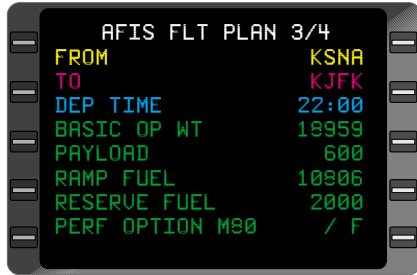 AFIS FLT PLAN 3/4
FROM KSNA
TO KJFK
DEP TIME 22:00
BASIC OP WT 18959
PAYLOAD 600
RAMP FUEL 10806
RESERVE FUEL 2000
PERF OPTION M80 / F